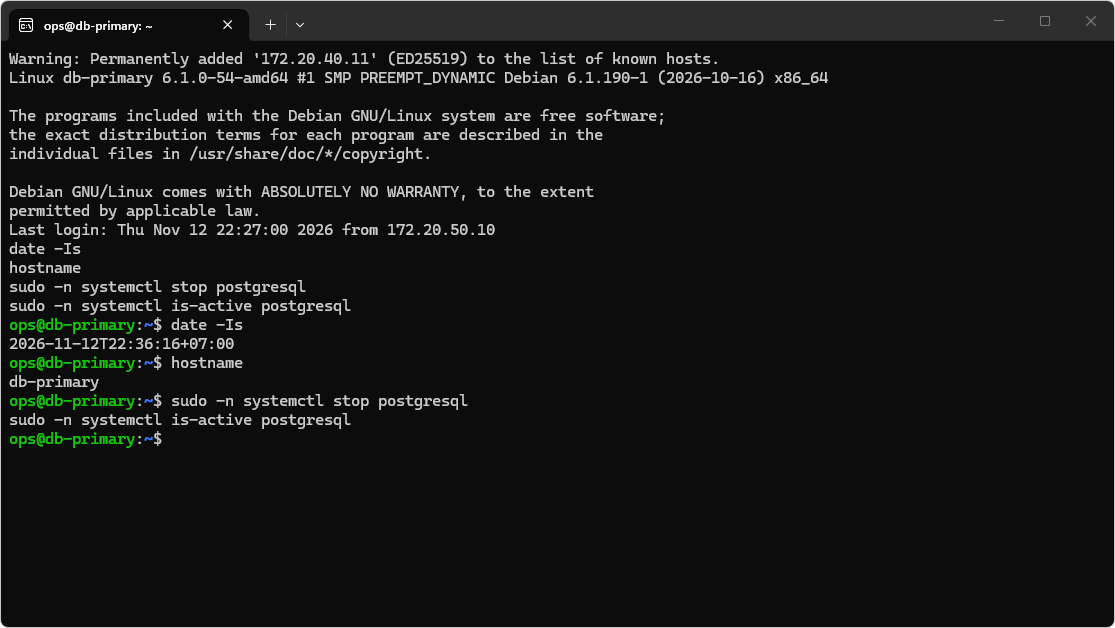 ops@db-primary: ~
Warning: Permanently added '172.20.40.11' (ED25519) to the list of known hosts.
Linux db-primary 6.1.0-54-amd64 #1 SMP PREEMPT_DYNAMIC Debian 6.1.190-1 (2026-10-16) x86_64

The programs included with the Debian GNU/Linux system are free software;
the exact distribution terms for each program are described in the
individual files in /usr/share/doc/*/copyright.

Debian GNU/Linux comes with ABSOLUTELY NO WARRANTY, to the extent
permitted by applicable law.
Last login: Thu Nov 12 22:27:00 2026 from 172.20.50.10
date -Is
hostname
sudo -n systemctl stop postgresql
sudo -n systemctl is-active postgresql
ops@db-primary:~$ date -Is
2026-11-12T22:36:16+07:00
ops@db-primary:~$ hostname
db-primary
ops@db-primary:~$ sudo -n systemctl stop postgresql
sudo -n systemctl is-active postgresql
ops@db-primary:~$